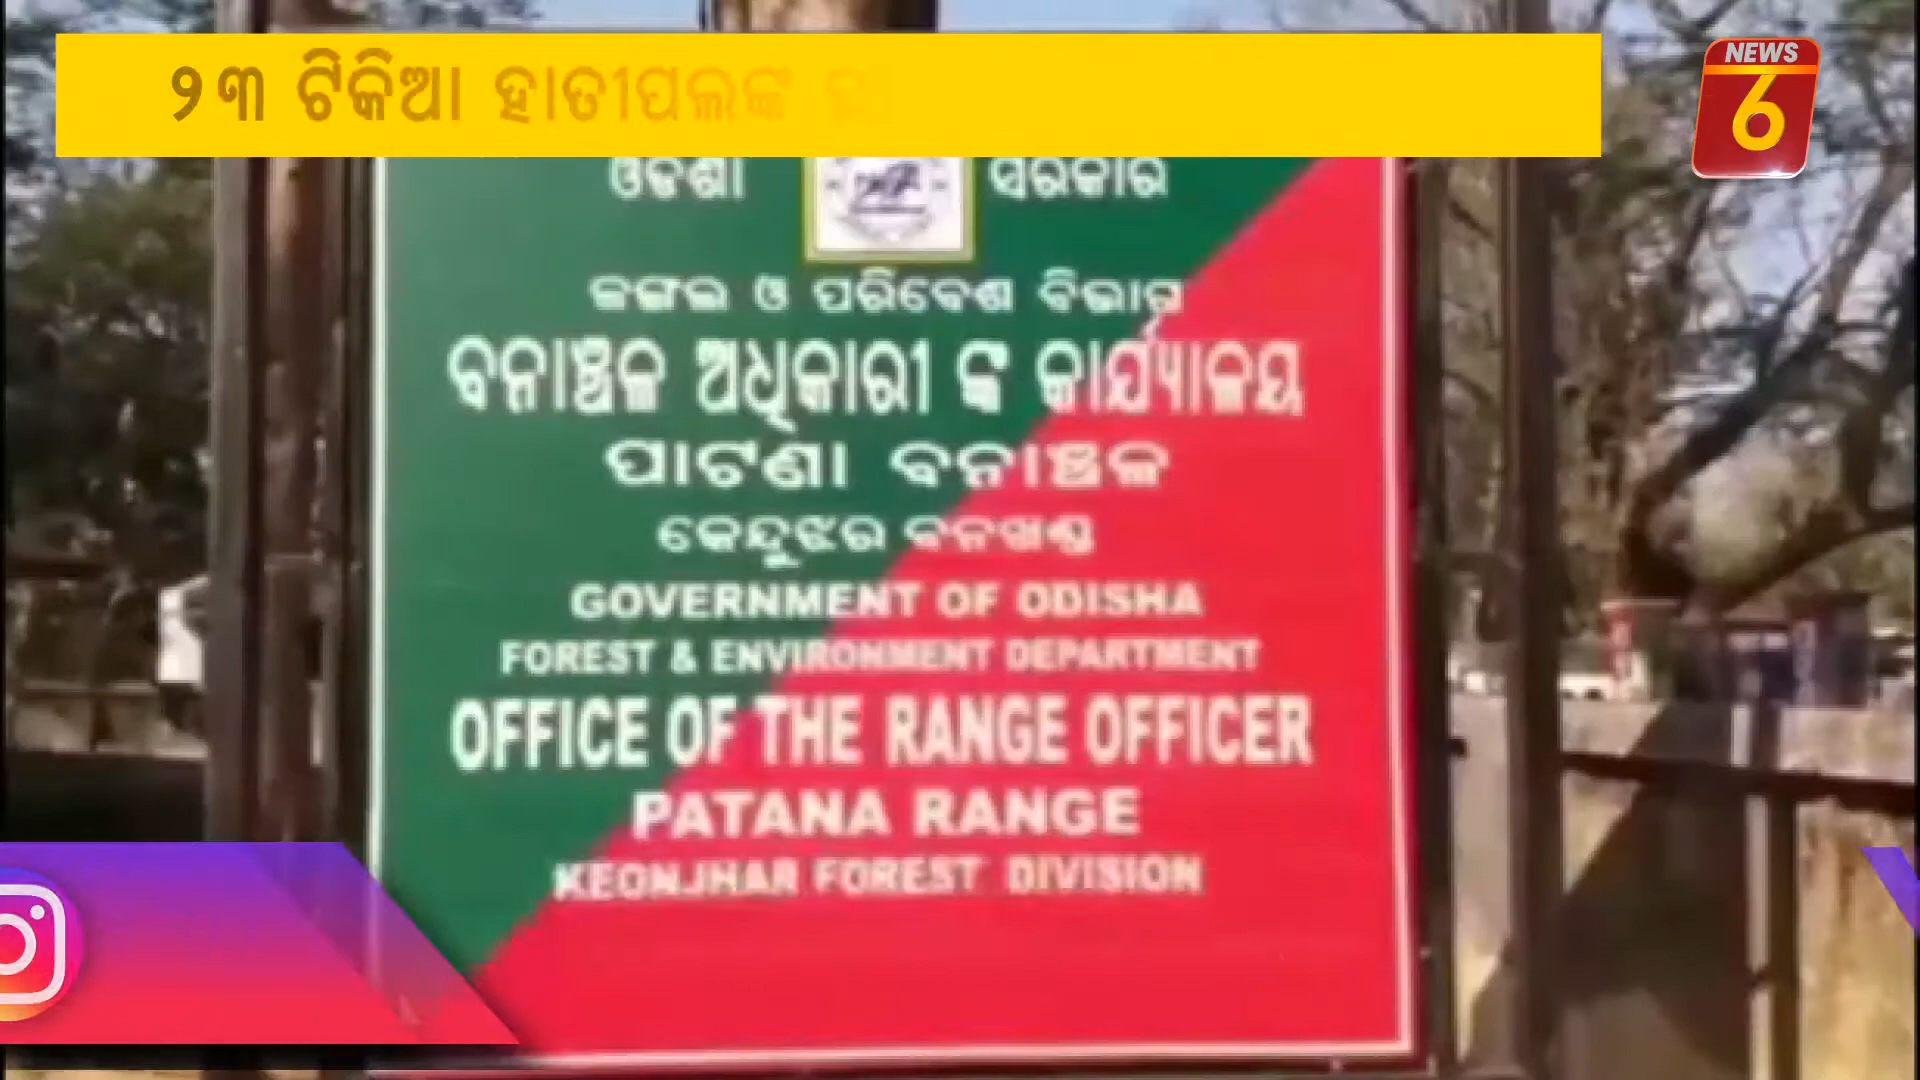 ୨୩ ଟିକିଆ ହାତୀପଲଙ୍କ
NEWS
6
ଓଡିଶା ସରକାର
ଜଙ୍ଗଲ ଓ ପରିବେଶ ବିଭାଗ
ବନାଞ୍ଚଳ ଅଧିକାରୀ ଙ୍କ କାର୍ଯ୍ୟାଳୟ
ପାଟଣା ବନାଞ୍ଚଳ
କେନ୍ଦୁଝର ବନଖଣ୍ଡ
GOVERNMENT OF ODISHA
FOREST & ENVIRONMENT DEPARTMENT
OFFICE OF THE RANGE OFFICER
PATANA RANGE
KEONJHAR FOREST DIVISION